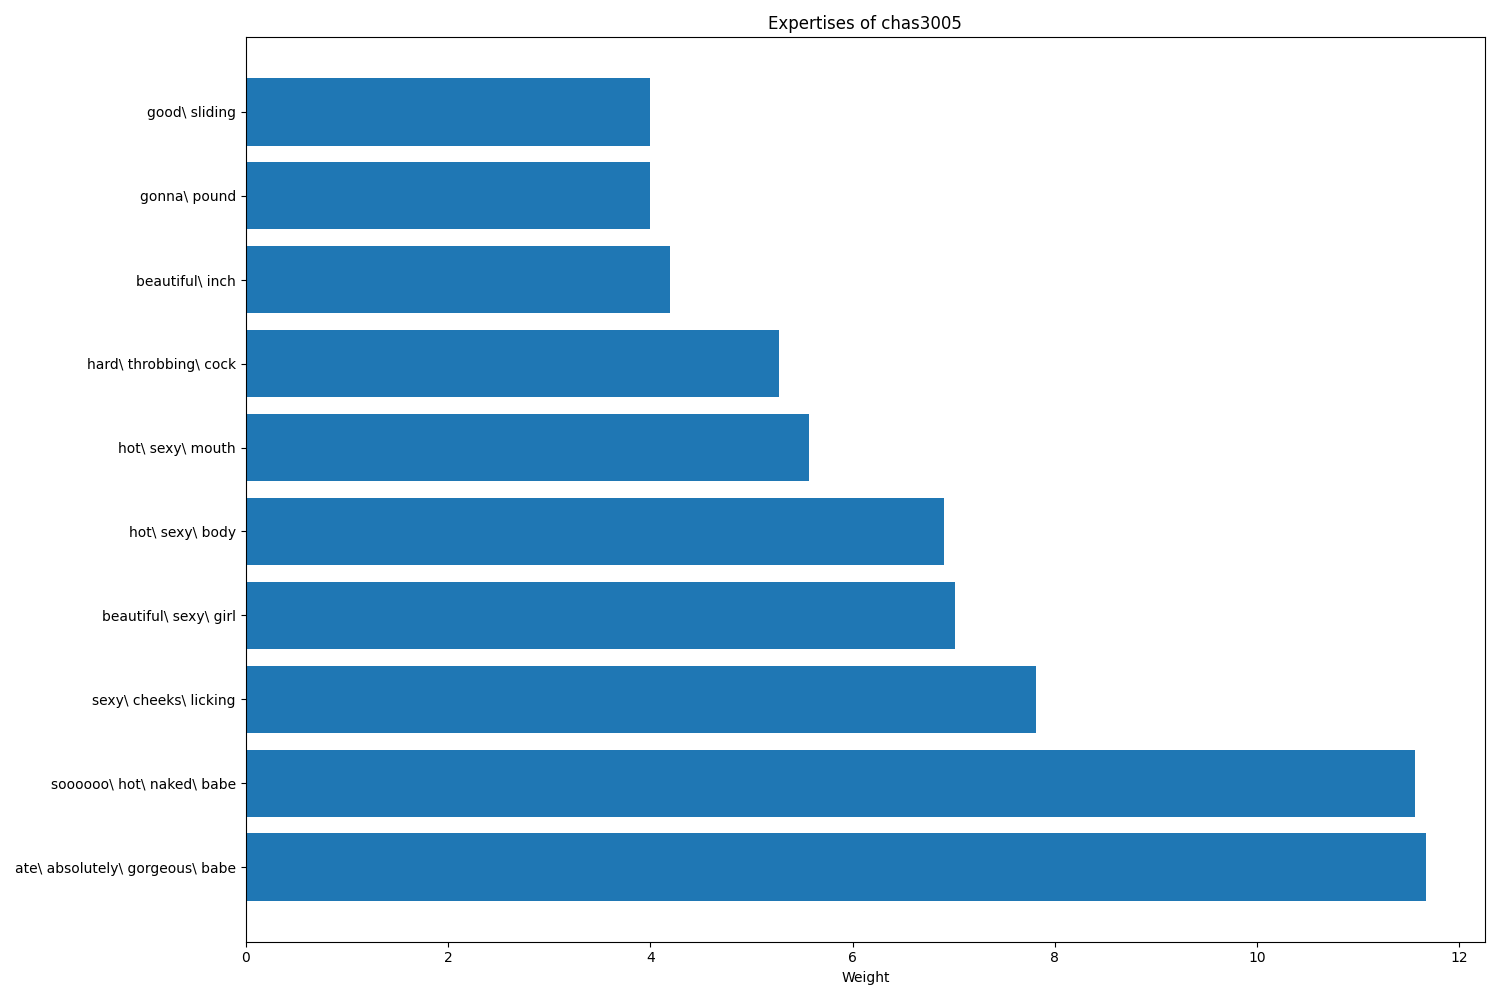 Expertises of chas3005
good\ sliding
gonna\ pound
beautiful\ inch
hard\ throbbing\ cock
hot\ sexy\ mouth
hot\ sexy\ body
beautiful\ sexy\ girl
sexy\ cheeks\ licking
soooooo\ hot\ naked\ babe
ate\ absolutely\ gorgeous\ babe
0 2 4 6 8 10 12
Weight